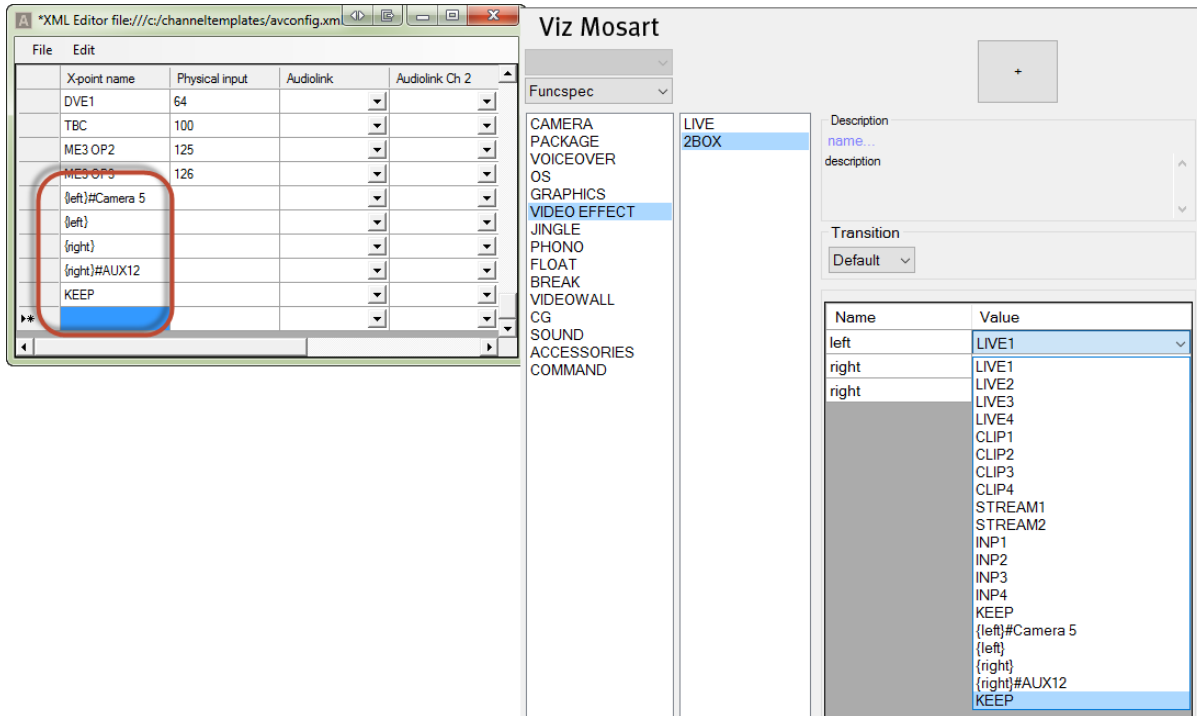 *XML Editor file:///c:/channeltemplates/avconfig.xml
File Edit
X-point name Physical input Audiolink Audiolink Ch 2
DVE1 64
TBC 100
ME3 OP2 125
ME3 OP3 126
{left}#Camera 5
{left}
{right}
{right}#AUX12
KEEP
Viz Mosart
Funcspec
CAMERA
PACKAGE
VOICEOVER
OS
GRAPHICS
VIDEO EFFECT
JINGLE
PHONO
FLOAT
BREAK
VIDEOWALL
CG
SOUND
ACCESSORIES
COMMAND
LIVE
2BOX
+
Description
name...
description
Transition
Default
Name Value
left LIVE1
right
right
LIVE1
LIVE2
LIVE3
LIVE4
CLIP1
CLIP2
CLIP3
CLIP4
STREAM1
STREAM2
INP1
INP2
INP3
INP4
KEEP
{left}#Camera 5
{left}
{right}
{right}#AUX12
KEEP